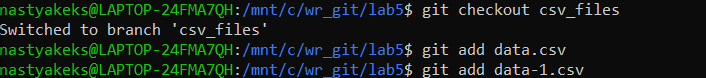 nastyakeks@LAPTOP-24FMA7QH:/mnt/c/wr_git/lab5$ git checkout csv_files
Switched to branch 'csv_files'
nastyakeks@LAPTOP-24FMA7QH:/mnt/c/wr_git/lab5$ git add data.csv
nastyakeks@LAPTOP-24FMA7QH:/mnt/c/wr_git/lab5$ git add data-1.csv